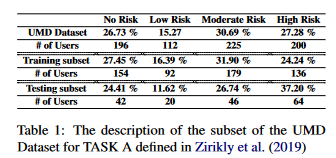 No Risk Low Risk Moderate Risk High Risk
UMD Dataset 26.73 % 15.27 30.69 % 27.28 %
# of Users 196 112 225 200
Training subset 27.45 % 16.39 % 31.90 % 24.24 %
# of Users 154 92 179 136
Testing subset 24.41 % 11.62 % 26.74 % 37.20 %
# of Users 42 20 46 64
Table 1: The description of the subset of the UMD
Dataset for TASK A defined in Zirikly et al. (2019)